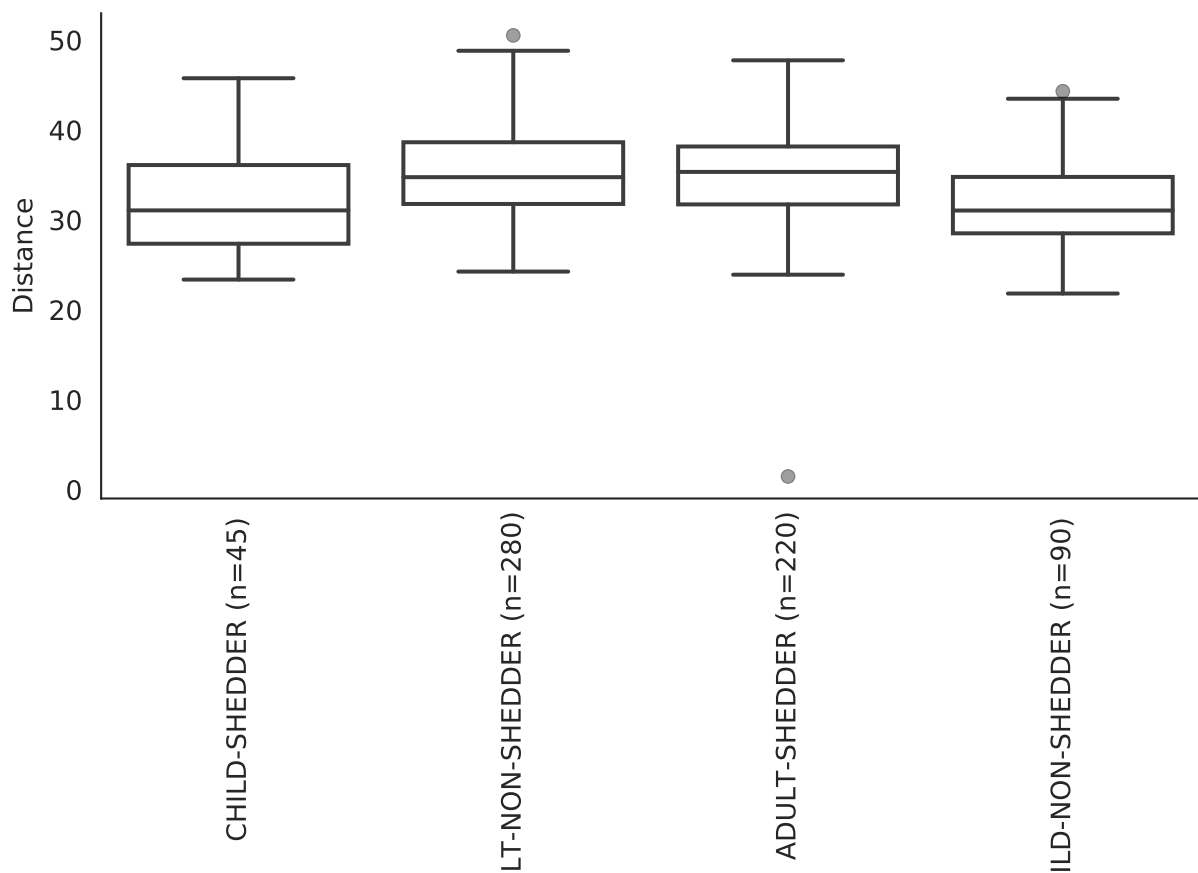 Distance
50
40
30
20
10
0
CHILD-SHEDDER (n=45)
LT-NON-SHEDDER (n=280)
ADULT-SHEDDER (n=220)
ILD-NON-SHEDDER (n=90)